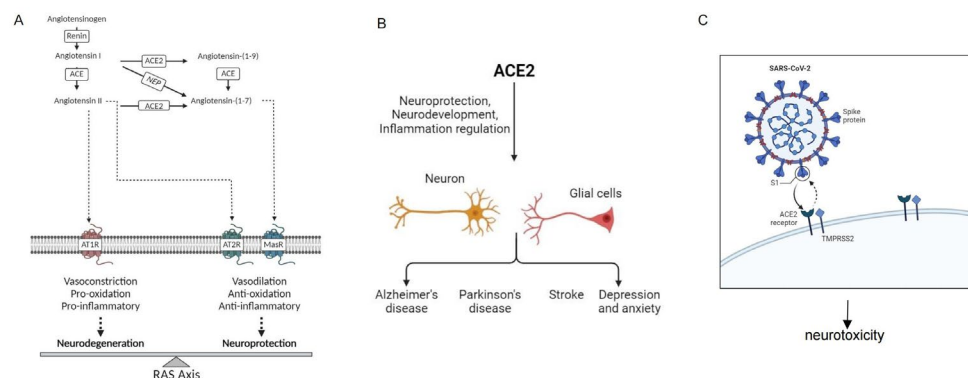 A
Angiotensinogen
Renin
Angiotensin I
ACE2
Angiotensin-(1-9)
ACE
NEP
ACE
Angiotensin II
ACE2
Angiotensin-(1-7)
AT1R
AT2R
MasR
Vasoconstriction
Pro-oxidation
Pro-inflammatory
Vasodilation
Anti-oxidation
Anti-inflammatory
Neurodegeneration
Neuroprotection
RAS Axis
B
ACE2
Neuroprotection,
Neurodevelopment,
Inflammation regulation
Neuron
Glial cells
Alzheimer's
disease
Parkinson's
disease
Stroke
Depression
and anxiety
C
SARS-CoV-2
Spike
protein
S1
ACE2
receptor
TMPRSS2
neurotoxicity